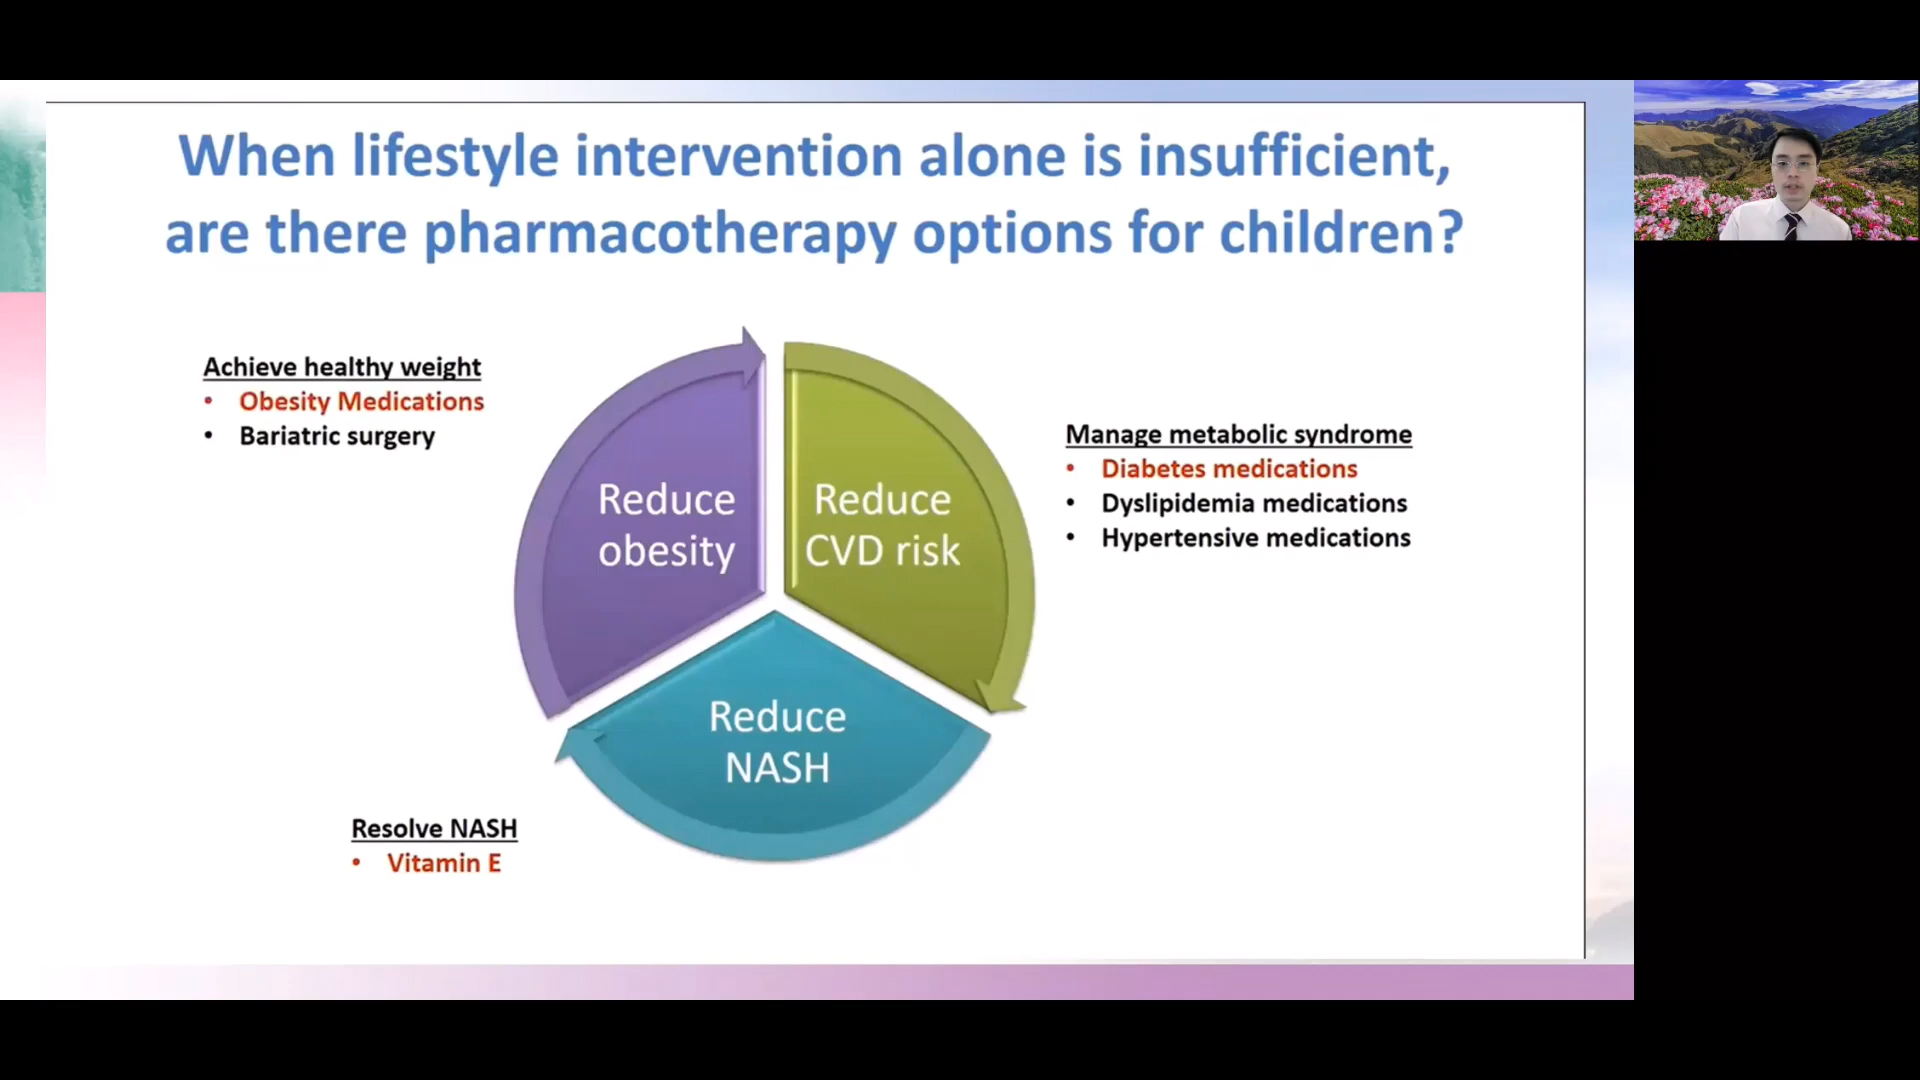 When lifestyle intervention alone is insufficient,
are there pharmacotherapy options for children?
Achieve healthy weight
• Obesity Medications
• Bariatric surgery
Reduce
obesity
Reduce
CVD risk
Manage metabolic syndrome
• Diabetes medications
• Dyslipidemia medications
• Hypertensive medications
Reduce
NASH
Resolve NASH
• Vitamin E